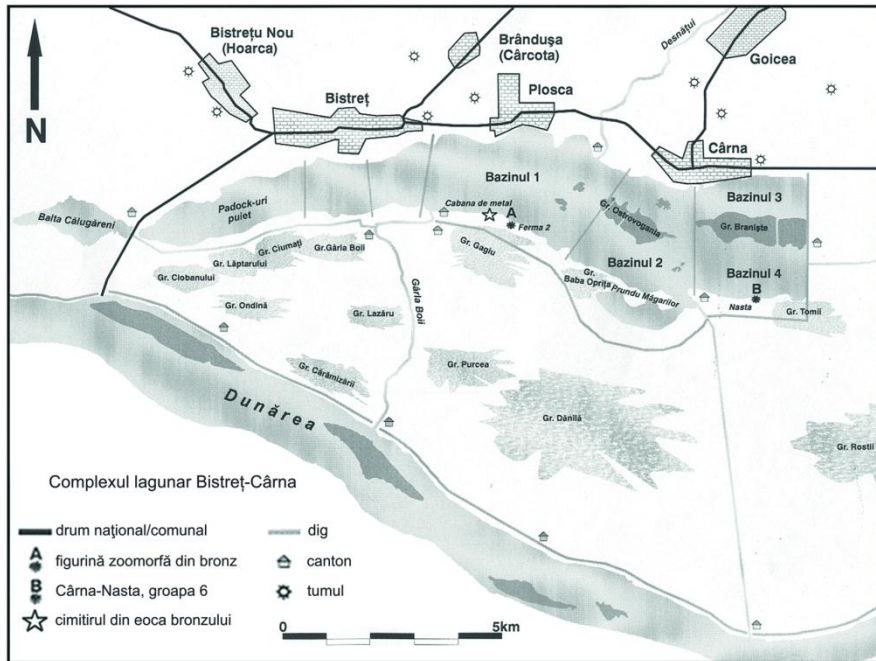 Bistreţu Nou
(Hoarca)
Brânduşa
(Cârcota)
Desnăţui
Goicea
N
Bistreţ
Plosca
Cârna
Bazinul 1
Padock-uri
puiet
Balta Călugăreni
Cabana de metal
A
Ferma 2
Gr. Ostrovogania
Bazinul 3
Gr. Branişte
Gr. Ciumaţi
Gr.Gârla Boii
Gr. Lăptarului
Gr. Ciobanului
Gr. Gagiu
Bazinul 2
Gr.
Baba Opriţa
Prundu Măgarilor
Bazinul 4
B
Nasta
Gr. Tomii
Gr. Ondină
Gr. Lazăru
Gârla Boii
Gr. Cărămizării
Gr. Purcea
Gr. Dănilă
Gr. Rostii
Dunărea
Complexul lagunar Bistreţ-Cârna
drum naţional/comunal
dig
A
figurină zoomorfă din bronz
canton
B
Cârna-Nasta, groapa 6
tumul
cimitirul din eoca bronzului
0
5km